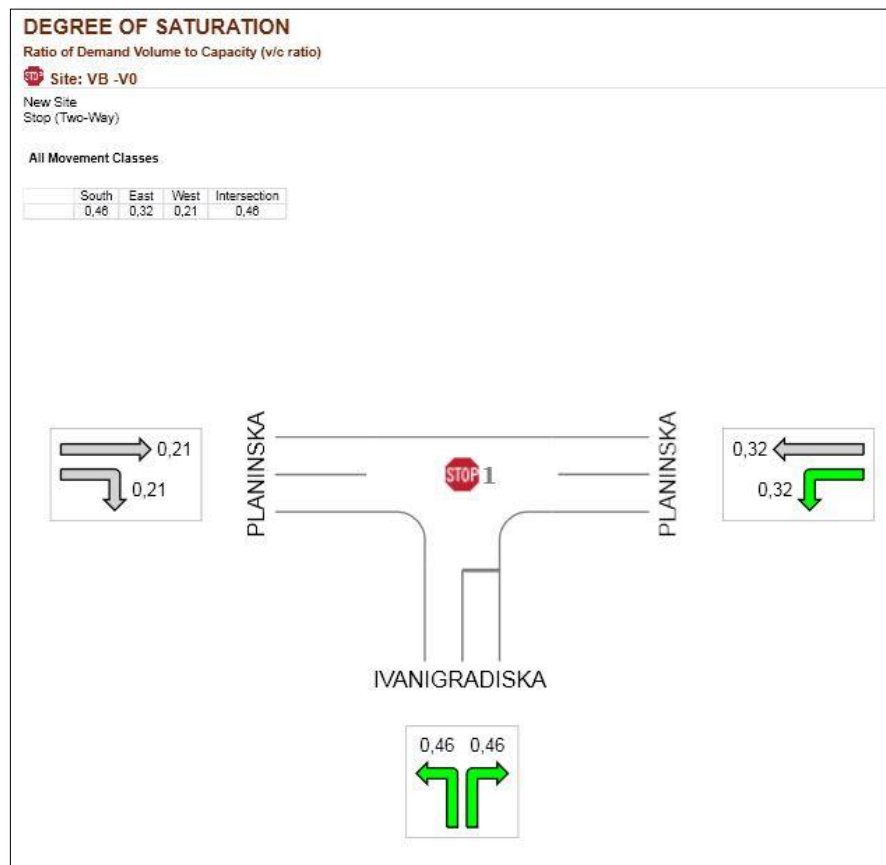 DEGREE OF SATURATION
Ratio of Demand Volume to Capacity (v/c ratio)
STOP Site: VB -V0
New Site
Stop (Two-Way)
All Movement Classes
South East West Intersection
0,46 0,32 0,21 0,46
PLANINSKA
PLANINSKA
0,21
0,21
STOP 1
0,32
0,32
IVANIGRADISKA
0,46 0,46